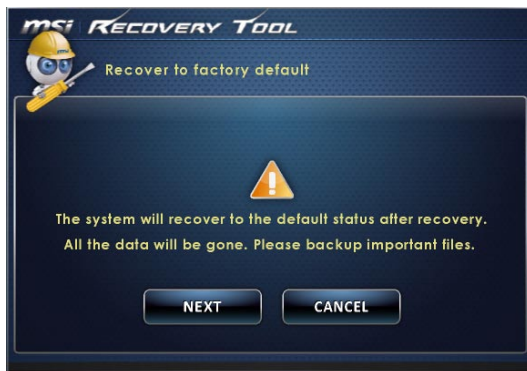 msi RECOVERY TOOL
Recover to factory default
The system will recover to the default status after recovery.
All the data will be gone. Please backup important files.
NEXT
CANCEL